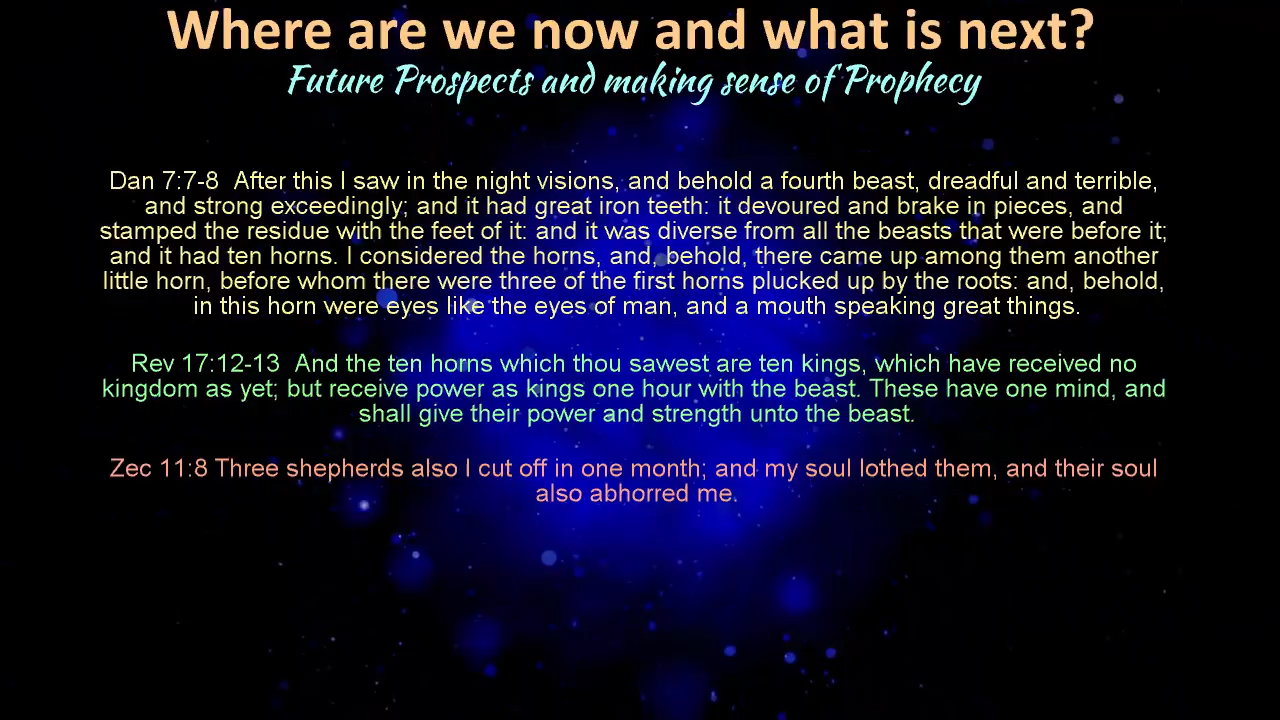 Where are we now and what is next?
Future Prospects and making sense of Prophecy
Dan 7:7-8  After this I saw in the night visions, and behold a fourth beast, dreadful and terrible,
and strong exceedingly; and it had great iron teeth: it devoured and brake in pieces, and
stamped the residue with the feet of it: and it was diverse from all the beasts that were before it;
and it had ten horns. I considered the horns, and, behold, there came up among them another
little horn, before whom there were three of the first horns plucked up by the roots: and, behold,
in this horn were eyes like the eyes of man, and a mouth speaking great things.
Rev 17:12-13  And the ten horns which thou sawest are ten kings, which have received no
kingdom as yet; but receive power as kings one hour with the beast. These have one mind, and
shall give their power and strength unto the beast.
Zec 11:8 Three shepherds also I cut off in one month; and my soul lothed them, and their soul
also abhorred me.